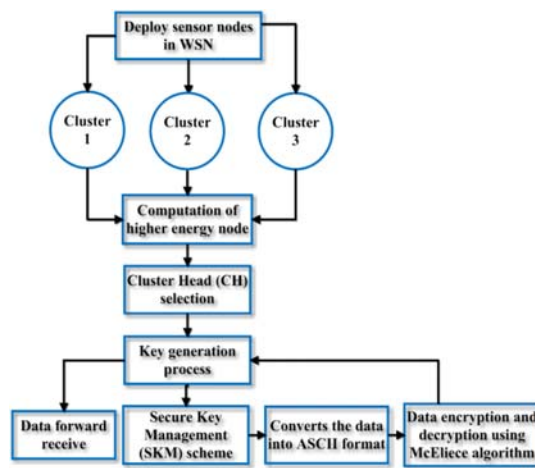 Deploy sensor nodes
in WSN
Cluster
1
Cluster
2
Cluster
3
Computation of
higher energy node
Cluster Head (CH)
selection
Key generation
process
Data forward
receive
Secure Key
Management
(SKM) scheme
Converts the data
into ASCII format
Data encryption and
decryption using
McEliece algorithm